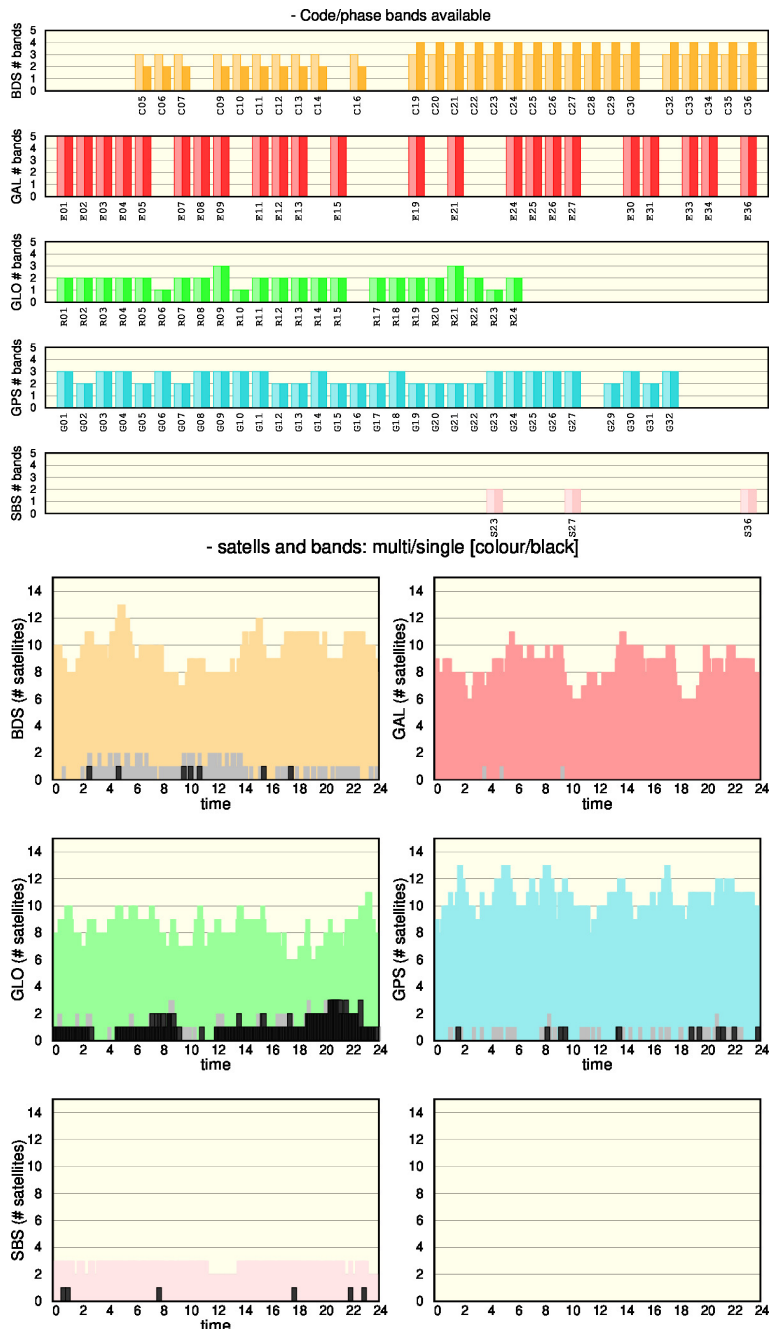 - Code/phase bands available
BDS # bands
5
4
3
2
1
0
C05 C06 C07 C09 C10 C11 C12 C13 C14 C16 C19 C20 C21 C22 C23 C24 C25 C26 C27 C28 C29 C30 C32 C33 C34 C35 C36
GAL # bands
5
4
3
2
1
0
E01 E02 E03 E04 E05 E07 E08 E09 E11 E12 E13 E15 E19 E21 E24 E25 E26 E27 E30 E31 E33 E34 E36
GLO # bands
5
4
3
2
1
0
R01 R02 R03 R04 R05 R06 R07 R08 R09 R10 R11 R12 R13 R14 R15 R17 R18 R19 R20 R21 R22 R23 R24
GPS # bands
5
4
3
2
1
0
G01 G02 G03 G04 G05 G06 G07 G08 G09 G10 G11 G12 G13 G14 G15 G16 G17 G18 G19 G20 G21 G22 G23 G24 G25 G26 G27 G29 G30 G31 G32
SBS # bands
5
4
3
2
1
0
S23 S27 S36
- satells and bands: multi/single [colour/black]
BDS (# satellites)
14
12
10
8
6
4
2
0
0 2 4 6 8 10 12 14 16 18 20 22 24
time
GAL (# satellites)
14
12
10
8
6
4
2
0
0 2 4 6 8 10 12 14 16 18 20 22 24
time
GLO (# satellites)
14
12
10
8
6
4
2
0
0 2 4 6 8 10 12 14 16 18 20 22 24
time
GPS (# satellites)
14
12
10
8
6
4
2
0
0 2 4 6 8 10 12 14 16 18 20 22 24
time
SBS (# satellites)
14
12
10
8
6
4
2
0
0 2 4 6 8 10 12 14 16 18 20 22 24
time
14
12
10
8
6
4
2
0
0 2 4 6 8 10 12 14 16 18 20 22 24